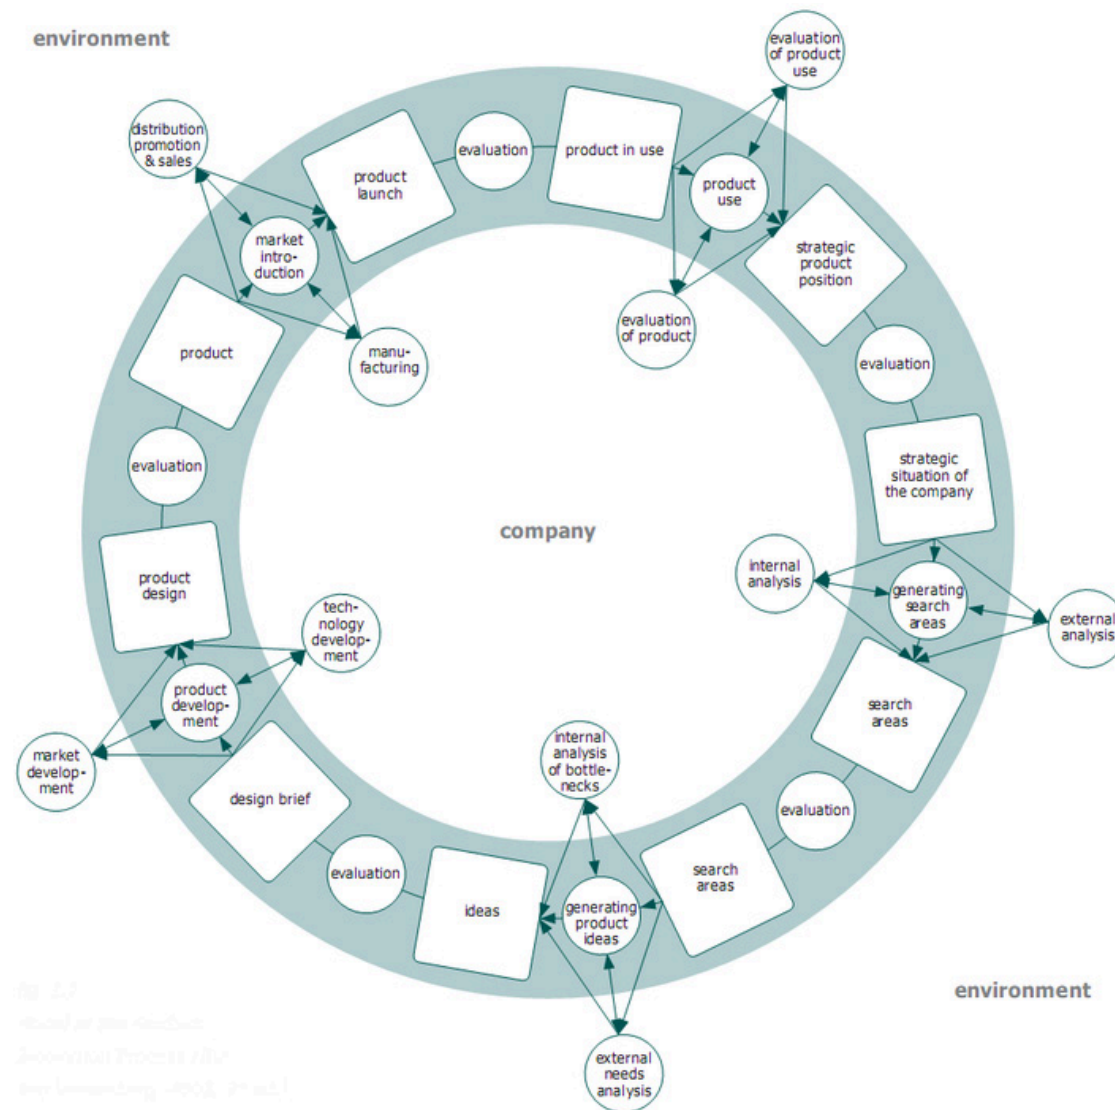 environment
evaluation
of product
use
distribution
promotion
& sales
product
launch
evaluation
product in use
product
use
market
intro-
duction
strategic
product
position
evaluation
of product
product
manu-
facturing
evaluation
evaluation
strategic
situation of
the company
company
product
design
internal
analysis
generating
search
areas
external
analysis
tech-
nology
develop-
ment
product
develop-
ment
search
areas
market
develop-
ment
internal
analysis
of bottle-
necks
design brief
evaluation
evaluation
search
areas
ideas
generating
product
ideas
environment
external
needs
analysis